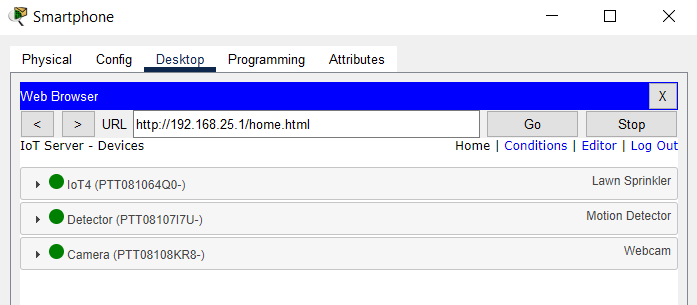 Smartphone
Physical Config Desktop Programming Attributes
Web Browser X
< > URL http://192.168.25.1/home.html Go Stop
IoT Server - Devices Home | Conditions | Editor | Log Out
IoT4 (PTT081064Q0-) Lawn Sprinkler
Detector (PTT08107I7U-) Motion Detector
Camera (PTT08108KR8-) Webcam